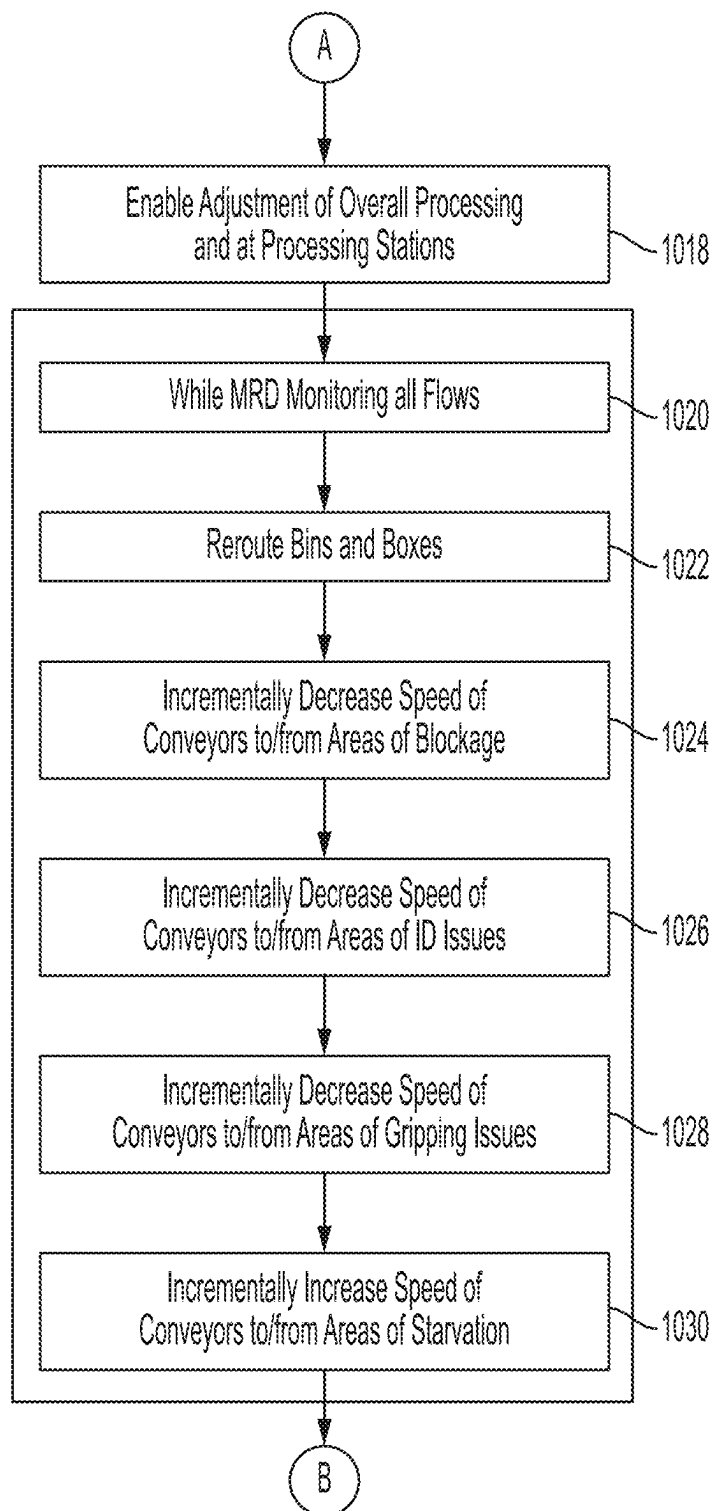 A
Enable Adjustment of Overall Processing
and at Processing Stations
1018
While MRD Monitoring all Flows
1020
Reroute Bins and Boxes
1022
Incrementally Decrease Speed of
Conveyors to/from Areas of Blockage
1024
Incrementally Decrease Speed of
Conveyors to/from Areas of ID Issues
1026
Incrementally Decrease Speed of
Conveyors to/from Areas of Gripping Issues
1028
Incrementally Increase Speed of
Conveyors to/from Areas of Starvation
1030
B